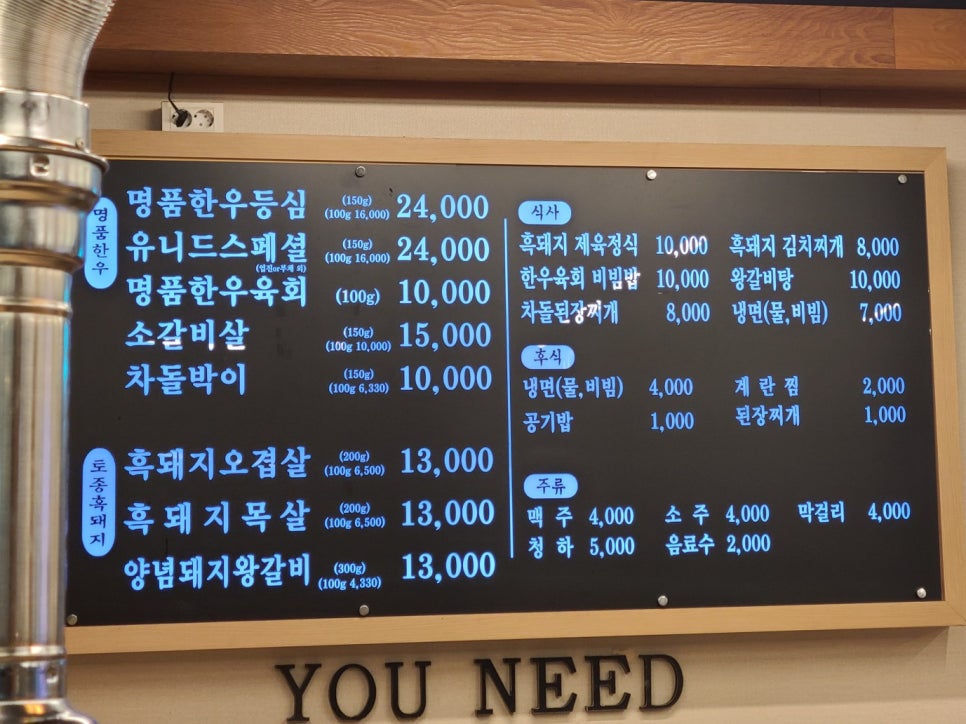 명품한우
명품한우등심 (150g) (100g 16,000) 24,000
유니드스페셜 (150g) (100g 16,000) 24,000
명품한우육회 (100g) 10,000
소갈비살 (150g) (100g 10,000) 15,000
차돌박이 (150g) (100g 6,330) 10,000
토종흑돼지
흑돼지오겹살 (200g) (100g 6,500) 13,000
흑돼지목살 (200g) (100g 6,500) 13,000
양념돼지왕갈비 (300g) (100g 4,330) 13,000
식사
흑돼지 제육정식 10,000 흑돼지 김치찌개 8,000
한우육회 비빔밥 10,000 왕갈비탕 10,000
차돌된장찌개 8,000 냉면(물,비빔) 7,000
후식
냉면(물,비빔) 4,000 계란찜 2,000
공기밥 1,000 된장찌개 1,000
주류
맥주 4,000 소주 4,000 막걸리 4,000
청하 5,000 음료수 2,000
YOU NEED